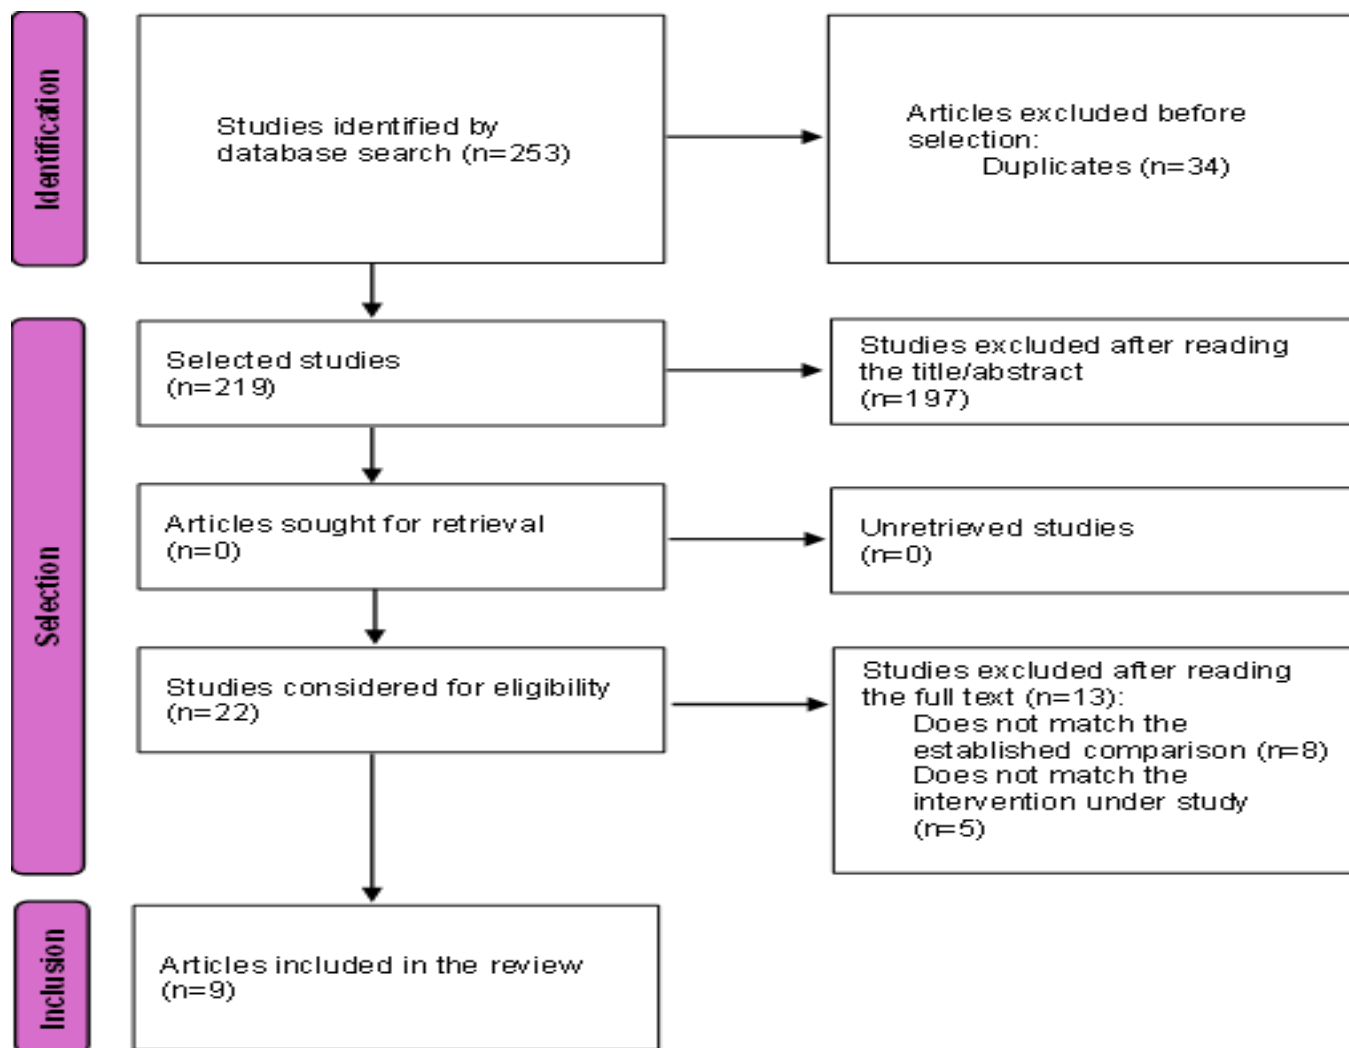 Identification
Studies identified by
database search (n=253)
Articles excluded before
selection:
Duplicates (n=34)
Selection
Selected studies
(n=219)
Studies excluded after reading
the title/abstract
(n=197)
Articles sought for retrieval
(n=0)
Unretrieved studies
(n=0)
Studies considered for eligibility
(n=22)
Studies excluded after reading
the full text (n=13):
Does not match the
established comparison (n=8)
Does not match the
intervention under study
(n=5)
Inclusion
Articles included in the review
(n=9)